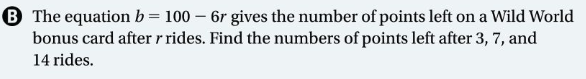 B The equation b = 100 − 6r gives the number of points left on a Wild World
bonus card after r rides. Find the numbers of points left after 3, 7, and
14 rides.